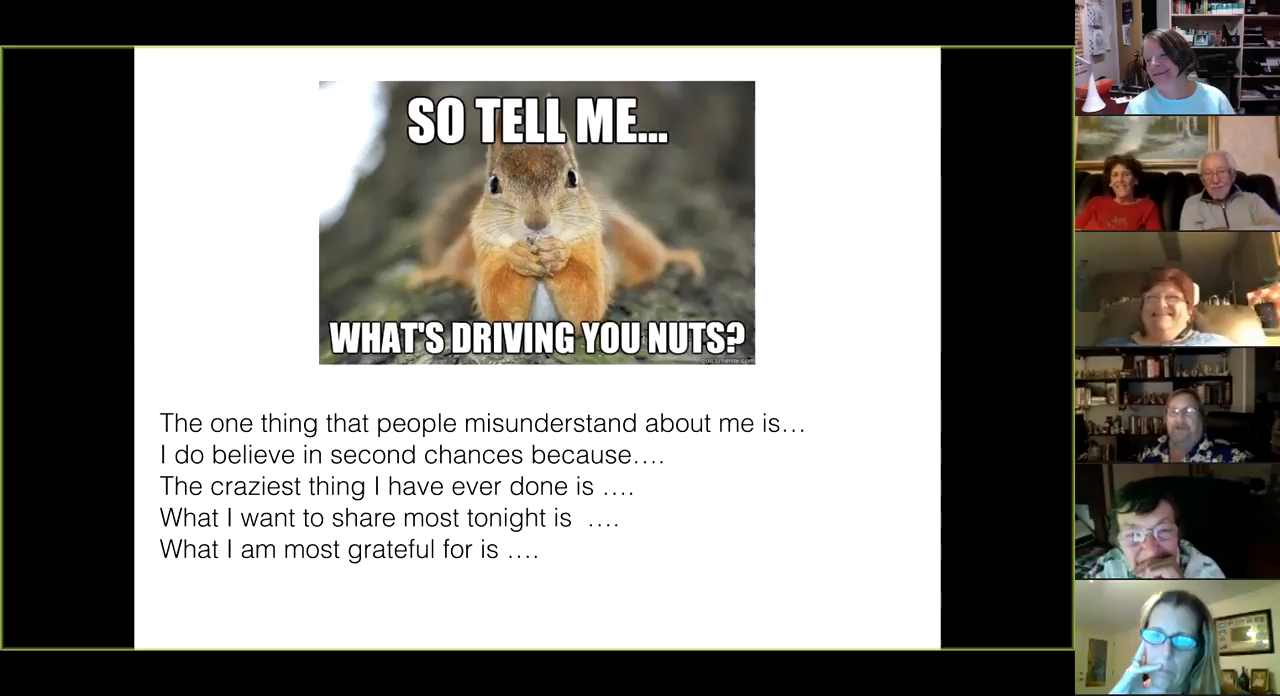 SO TELL ME...
WHAT'S DRIVING YOU NUTS?
quickmeme.com
The one thing that people misunderstand about me is…
I do believe in second chances because….
The craziest thing I have ever done is ….
What I want to share most tonight is  ….
What I am most grateful for is ….